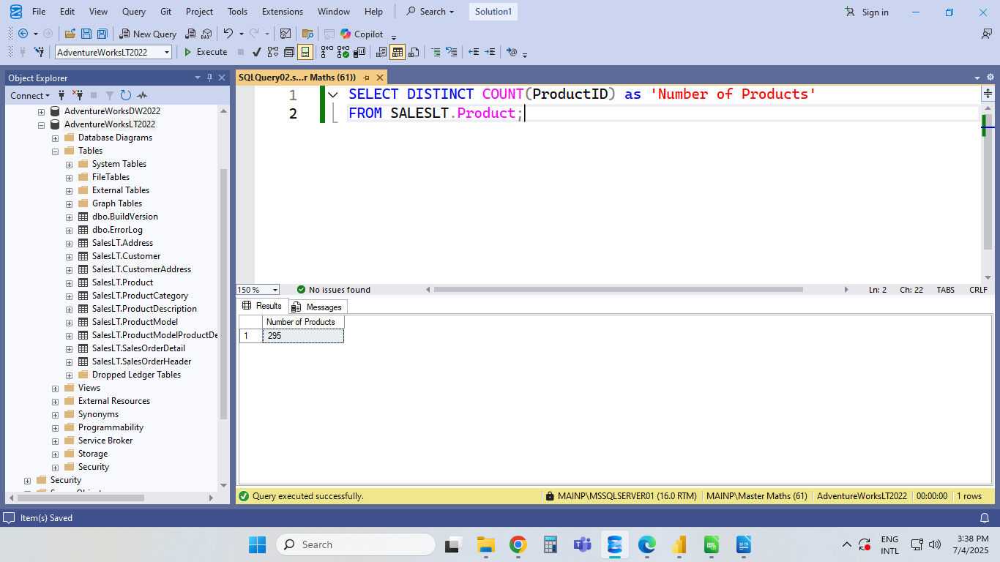 File Edit View Query Git Project Tools Extensions Window Help Search Solution1 Sign in
New Query DAX Copilot
AdventureWorksLT2022 Execute
Object Explorer
Connect
AdventureWorksDW2022
AdventureWorksLT2022
Database Diagrams
Tables
System Tables
FileTables
External Tables
Graph Tables
dbo.BuildVersion
dbo.ErrorLog
SalesLT.Address
SalesLT.Customer
SalesLT.CustomerAddress
SalesLT.Product
SalesLT.ProductCategory
SalesLT.ProductDescription
SalesLT.ProductModel
SalesLT.ProductModelProductDe
SalesLT.SalesOrderDetail
SalesLT.SalesOrderHeader
Dropped Ledger Tables
Views
External Resources
Synonyms
Programmability
Service Broker
Storage
Security
Security
SQLQuery02.s...r Maths (61))
1 SELECT DISTINCT COUNT(ProductID) as 'Number of Products'
2 FROM SALESLT.Product;
150 % No issues found Ln: 2 Ch: 22 TABS CRLF
Results Messages
Number of Products
1 295
Query executed successfully. MAINP\MSSQLSERVER01 (16.0 RTM) MAINP\Master Maths (61) AdventureWorksLT2022 00:00:00 1 rows
Item(s) Saved
Search
ENG
INTL
3:38 PM
7/4/2025